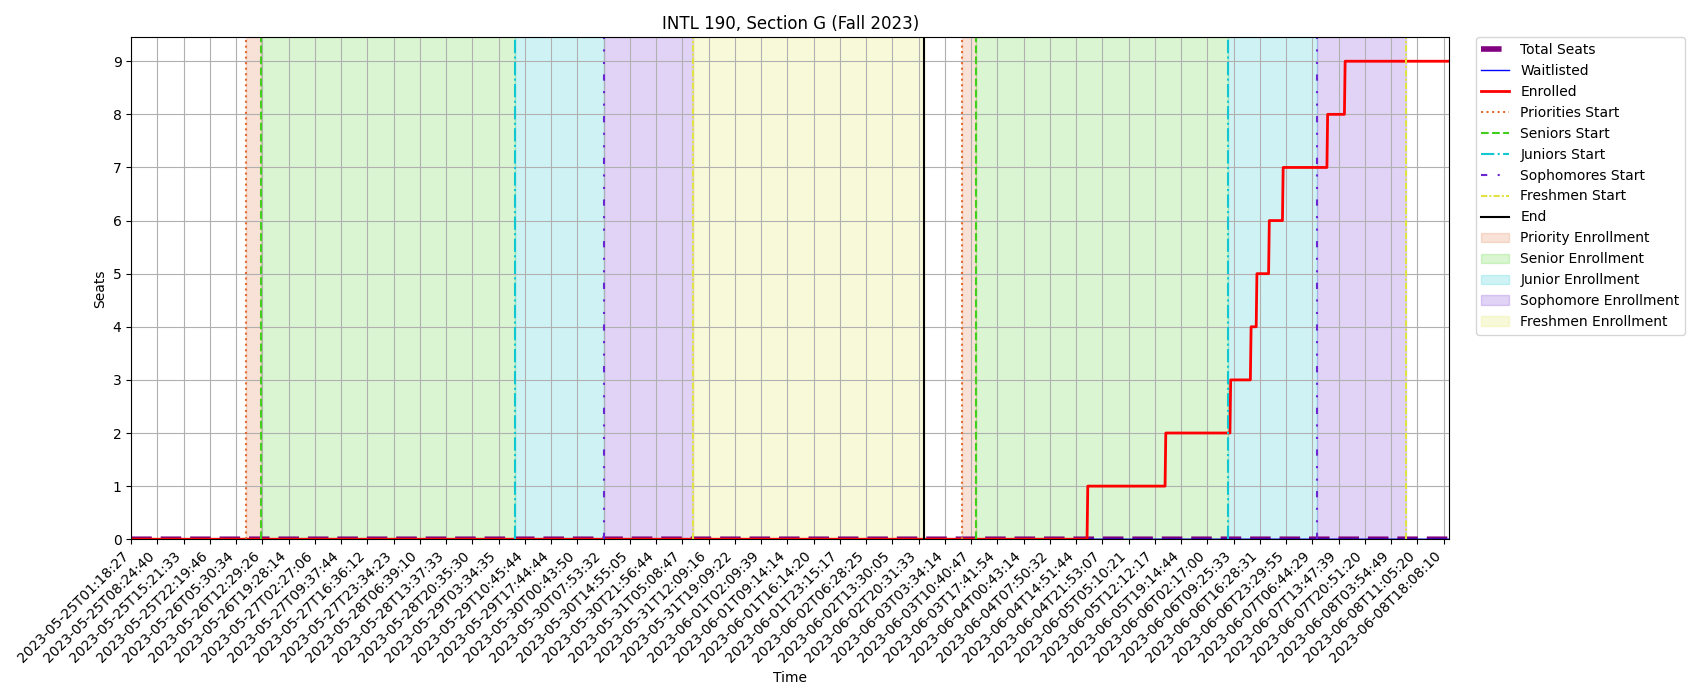 INTL 190, Section G (Fall 2023)
Seats
9
8
7
6
5
4
3
2
1
0
2023-05-25T01:18:27
2023-05-25T08:24:40
2023-05-25T15:21:33
2023-05-25T22:19:46
2023-05-26T05:30:34
2023-05-26T12:29:26
2023-05-26T19:28:14
2023-05-27T02:27:06
2023-05-27T09:37:44
2023-05-27T16:36:12
2023-05-27T23:34:23
2023-05-28T06:39:10
2023-05-28T13:37:33
2023-05-28T20:35:30
2023-05-29T03:34:35
2023-05-29T10:45:44
2023-05-29T17:44:44
2023-05-30T00:43:50
2023-05-30T07:53:32
2023-05-30T14:55:05
2023-05-30T21:56:44
2023-05-31T05:08:47
2023-05-31T12:09:16
2023-05-31T19:09:22
2023-06-01T02:09:39
2023-06-01T09:14:14
2023-06-01T16:14:20
2023-06-01T23:15:17
2023-06-02T06:28:25
2023-06-02T13:30:05
2023-06-02T20:31:33
2023-06-03T03:34:14
2023-06-03T10:40:47
2023-06-03T17:41:54
2023-06-04T00:43:14
2023-06-04T07:50:32
2023-06-04T14:51:44
2023-06-04T21:53:07
2023-06-05T05:10:21
2023-06-05T12:12:17
2023-06-05T19:14:44
2023-06-06T02:17:00
2023-06-06T09:25:33
2023-06-06T16:28:31
2023-06-06T23:29:55
2023-06-07T06:44:29
2023-06-07T13:47:39
2023-06-07T20:51:20
2023-06-08T03:54:49
2023-06-08T11:05:20
2023-06-08T18:08:10
Time
Total Seats
Waitlisted
Enrolled
Priorities Start
Seniors Start
Juniors Start
Sophomores Start
Freshmen Start
End
Priority Enrollment
Senior Enrollment
Junior Enrollment
Sophomore Enrollment
Freshmen Enrollment